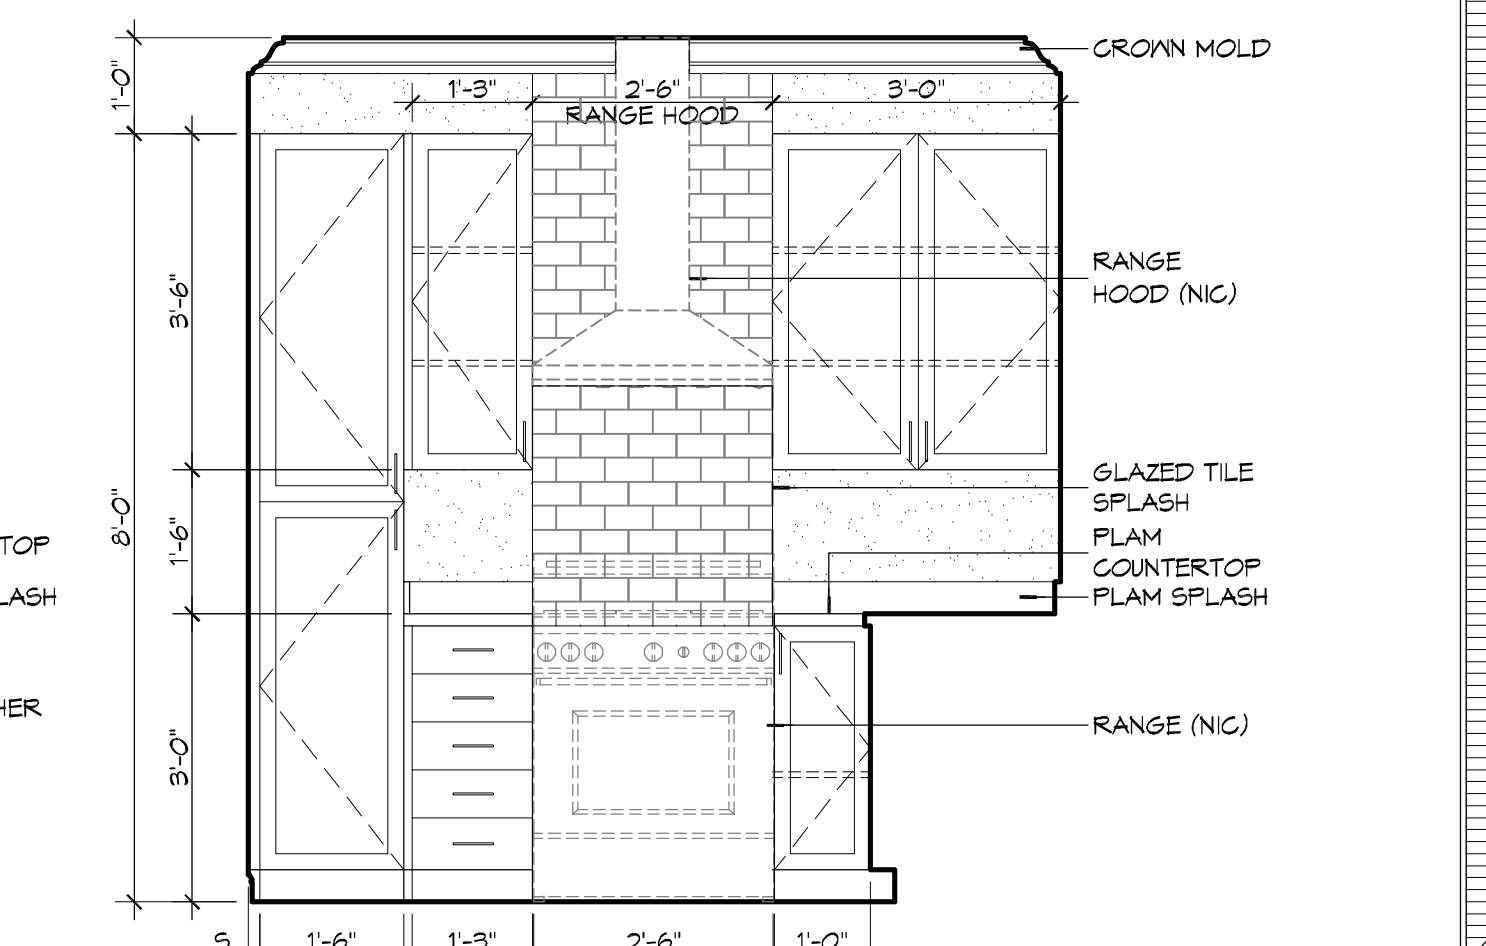 CROWN MOLD
1'-0"
1'-3"
2'-6"
3'-0"
RANGE HOOD
RANGE
HOOD (NIC)
3'-6"
GLAZED TILE
SPLASH
8'-0"
1'-6"
PLAM
COUNTERTOP
TOP
LASH
PLAM SPLASH
HER
3'-0"
RANGE (NIC)
S
1'-6"
1'-3"
2'-6"
1'-0"